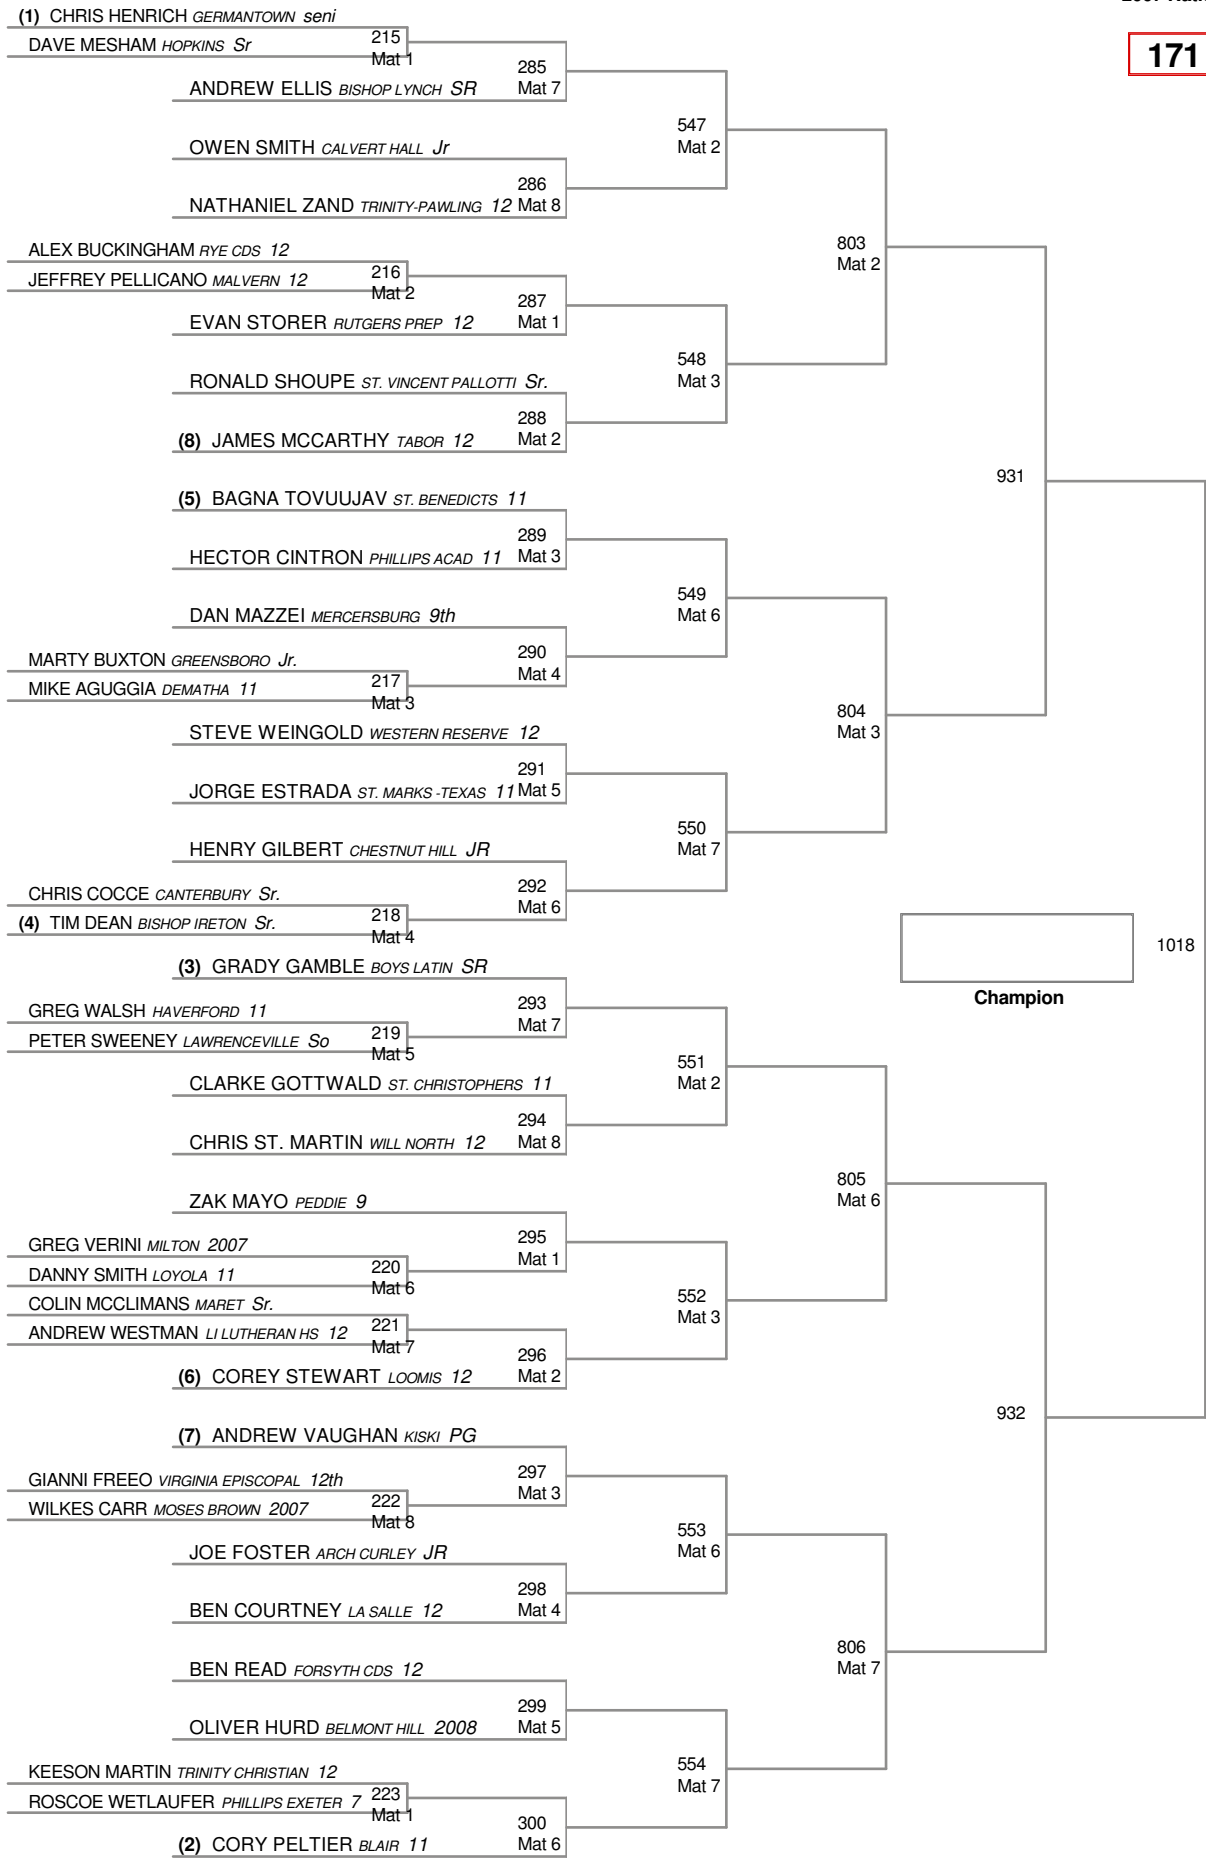 (1) CHRIS HENRICH GERMANTOWN seni
DAVE MESHAM HOPKINS Sr
215
Mat 1
171
285
Mat 7
ANDREW ELLIS BISHOP LYNCH SR
547
Mat 2
OWEN SMITH CALVERT HALL Jr
286
NATHANIEL ZAND TRINITY-PAWLING 12 Mat 8
803
Mat 2
ALEX BUCKINGHAM RYE CDS 12
JEFFREY PELLICANO MALVERN 12
216
Mat 2
287
Mat 1
EVAN STORER RUTGERS PREP 12
548
Mat 3
RONALD SHOUPE ST. VINCENT PALLOTTI Sr.
288
(8) JAMES MCCARTHY TABOR 12 Mat 2
931
(5) BAGNA TOVUUJAV ST. BENEDICTS 11
289
HECTOR CINTRON PHILLIPS ACAD 11 Mat 3
549
Mat 6
DAN MAZZEI MERCERSBURG 9th
290
Mat 4
MARTY BUXTON GREENSBORO Jr.
MIKE AGUGGIA DEMATHA 11
217
Mat 3
804
Mat 3
STEVE WEINGOLD WESTERN RESERVE 12
291
JORGE ESTRADA ST. MARKS -TEXAS 11 Mat 5
550
Mat 7
HENRY GILBERT CHESTNUT HILL JR
292
Mat 6
CHRIS COCCE CANTERBURY Sr.
(4) TIM DEAN BISHOP IRETON Sr.
218
Mat 4
1018
Champion
(3) GRADY GAMBLE BOYS LATIN SR
293
Mat 7
GREG WALSH HAVERFORD 11
PETER SWEENEY LAWRENCEVILLE So
219
Mat 5
551
Mat 2
CLARKE GOTTWALD ST. CHRISTOPHERS 11
294
CHRIS ST. MARTIN WILL NORTH 12 Mat 8
805
Mat 6
ZAK MAYO PEDDIE 9
295
Mat 1
GREG VERINI MILTON 2007
DANNY SMITH LOYOLA 11
220
Mat 6
552
Mat 3
COLIN MCCLIMANS MARET Sr.
ANDREW WESTMAN LI LUTHERAN HS 12
221
Mat 7
296
(6) COREY STEWART LOOMIS 12 Mat 2
932
(7) ANDREW VAUGHAN KISKI PG
297
Mat 3
GIANNI FREEO VIRGINIA EPISCOPAL 12th
WILKES CARR MOSES BROWN 2007
222
Mat 8
553
Mat 6
JOE FOSTER ARCH CURLEY JR
298
BEN COURTNEY LA SALLE 12 Mat 4
806
Mat 7
BEN READ FORSYTH CDS 12
299
OLIVER HURD BELMONT HILL 2008 Mat 5
554
Mat 7
KEESON MARTIN TRINITY CHRISTIAN 12
ROSCOE WETLAUFER PHILLIPS EXETER 7
223
Mat 1
300
(2) CORY PELTIER BLAIR 11 Mat 6